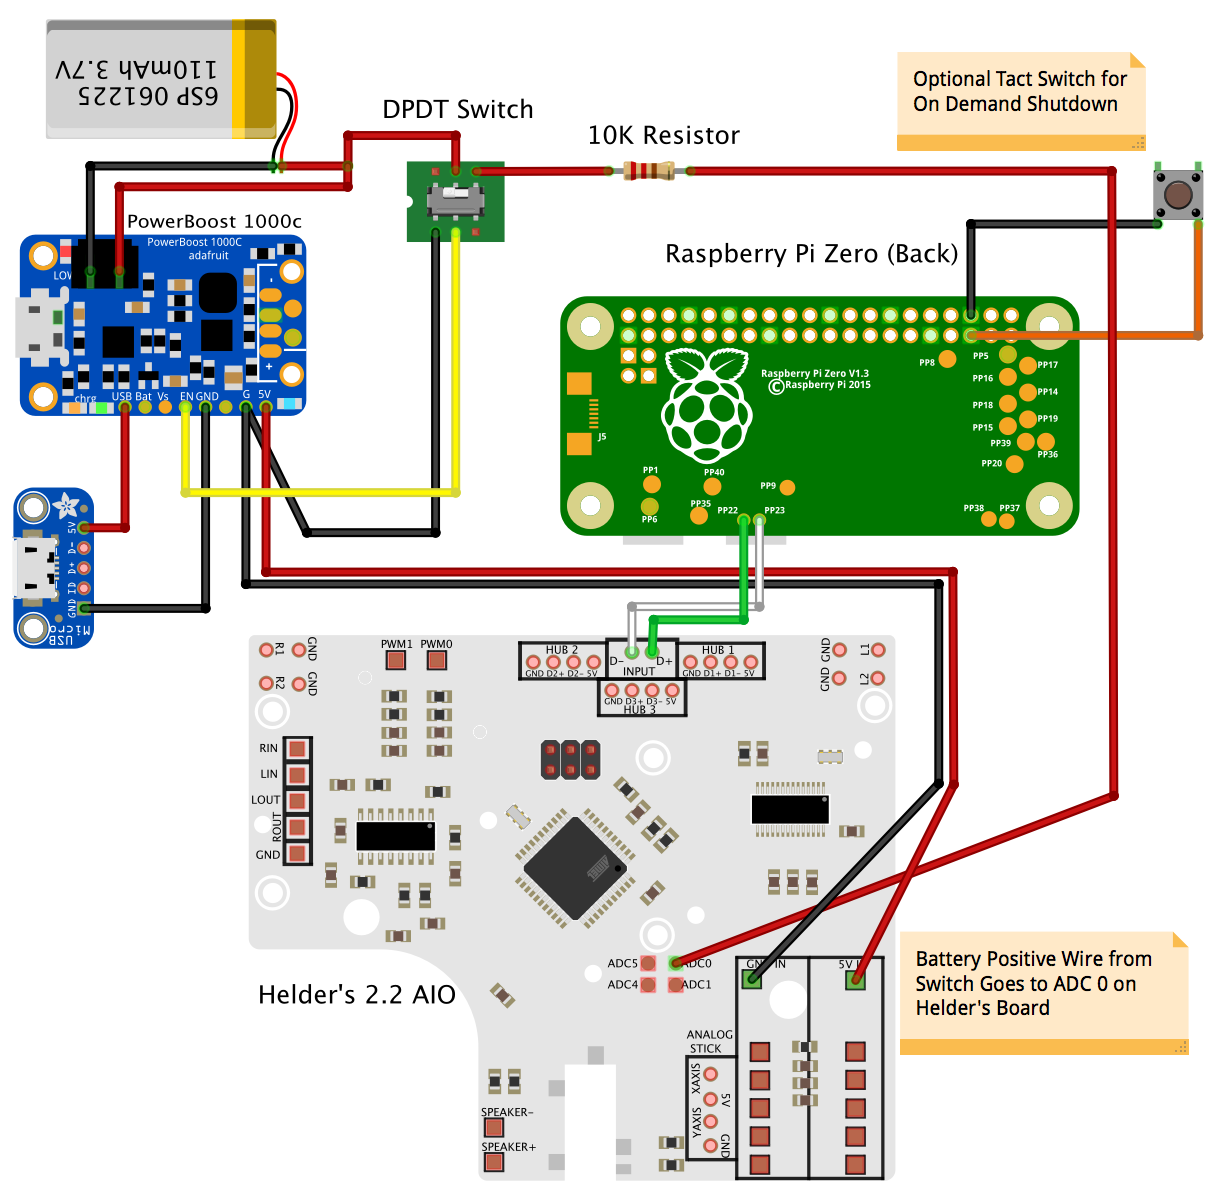 6SP 061225
110mAh 3.7V
DPDT Switch
10K Resistor
Optional Tact Switch for
On Demand Shutdown
PowerBoost 1000c
PowerBoost 1000C
adafruit
LOW
-
+
chrg
USB
Bat
Vs
EN
GND
G
5V
Raspberry Pi Zero (Back)
Raspberry Pi Zero V1.3
©Raspberry Pi 2015
J5
PP8
PP5
PP17
PP16
PP14
PP18
PP19
PP15
PP39
PP36
PP20
PP1
PP40
PP9
PP6
PP35
PP22
PP23
PP38
PP37
5V
D-
D+
ID
GND
USB
Micro
R1
GND
R2
GND
PWM1
PWM0
HUB 2
GND D2+ D2- 5V
D-
D+
INPUT
HUB 1
GND D1+ D1- 5V
GND D3+ D3- 5V
HUB 3
GND
L1
GND
L2
RIN
LIN
LOUT
ROUT
GND
ADC5
ADC0
ADC4
ADC1
GND IN
5V
Helder's 2.2 AIO
Battery Positive Wire from
Switch Goes to ADC 0 on
Helder's Board
ANALOG
STICK
XAXIS
5V
YAXIS
GND
SPEAKER-
SPEAKER+